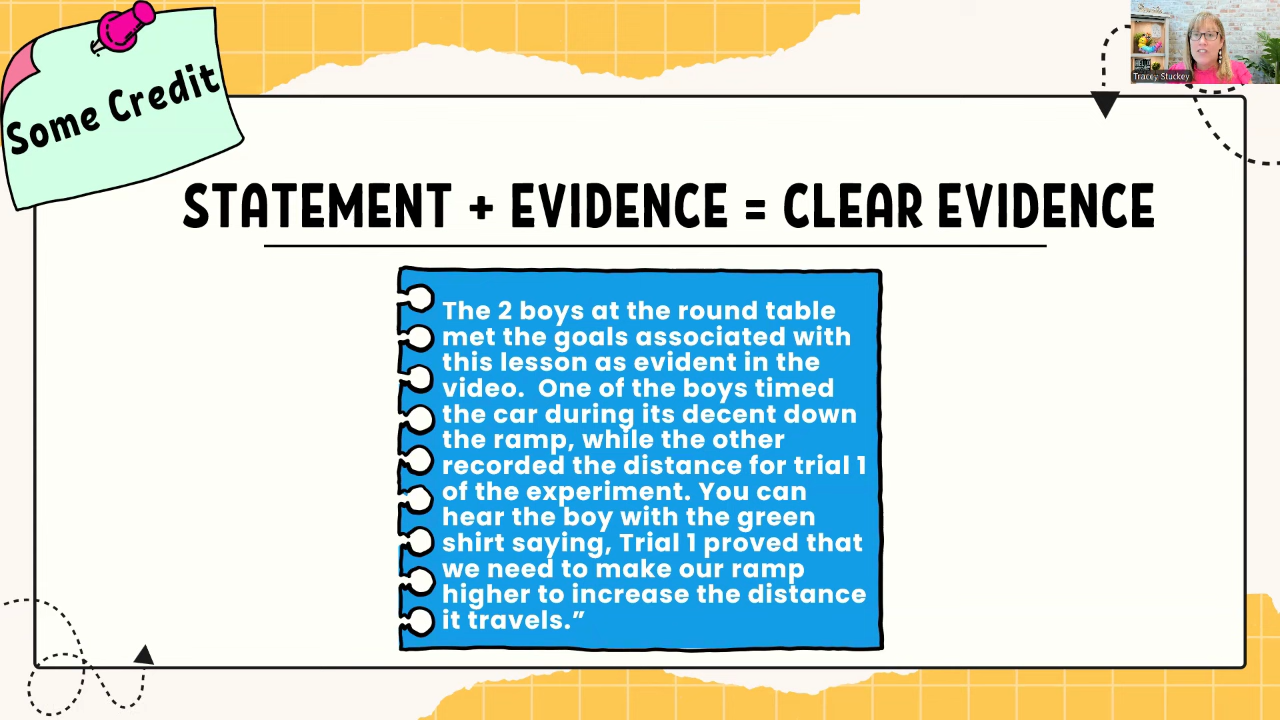 Some Credit
Tracey Stuckey
STATEMENT + EVIDENCE = CLEAR EVIDENCE
The 2 boys at the round table
met the goals associated with
this lesson as evident in the
video. One of the boys timed
the car during its decent down
the ramp, while the other
recorded the distance for trial 1
of the experiment. You can
hear the boy with the green
shirt saying, Trial 1 proved that
we need to make our ramp
higher to increase the distance
it travels.”